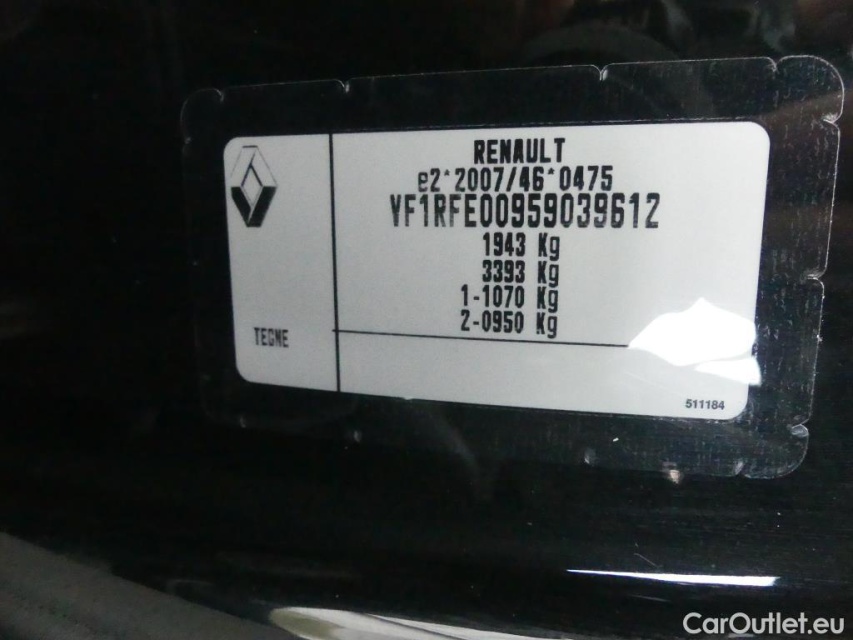 RENAULT
e2*2007/46*0475
VF1RFE00959039612
1943 Kg
3393 Kg
1-1070 Kg
2-0950 Kg
TECNE
511184
CarOutlet.eu